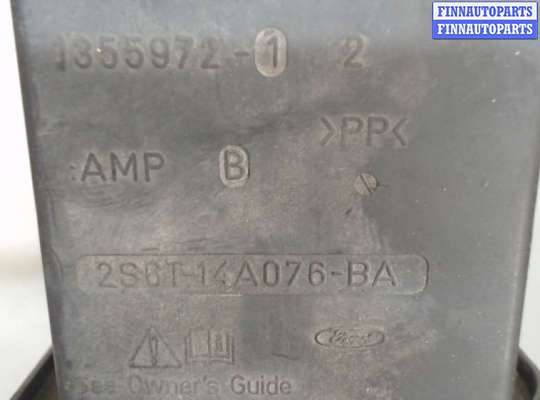 FINNAUTOPARTS
FINNAUTOPARTS
1355972-1 2
>PP<
AMP B
2S6T-14A076-BA
Ford
See Owner's Guide